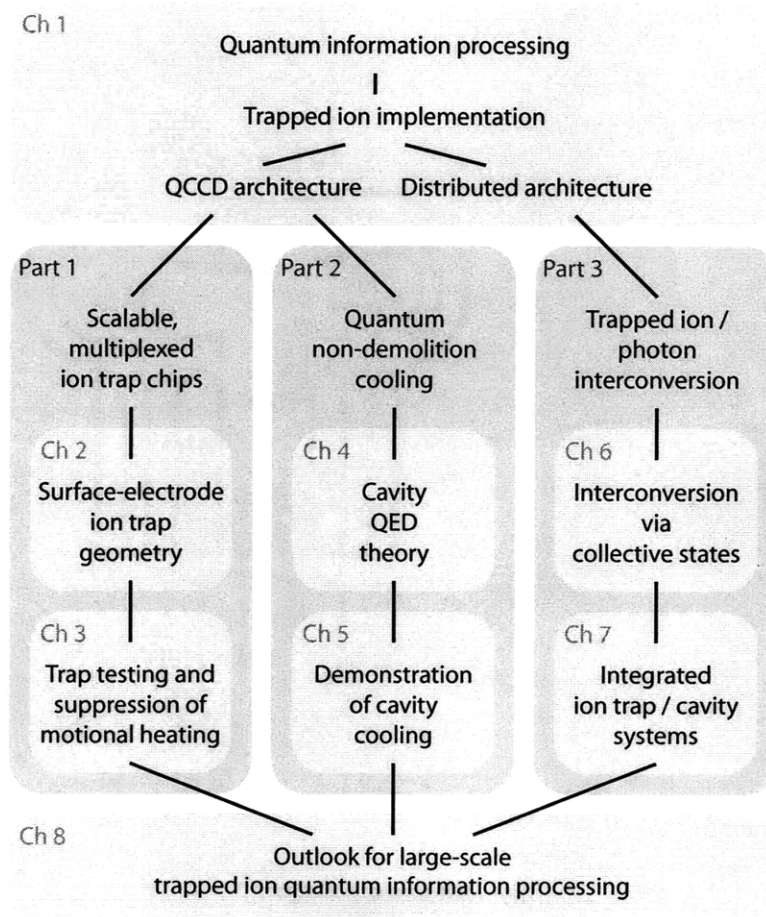 Ch 1
Quantum information processing
Trapped ion implementation
QCCD architecture
Distributed architecture
Part 1
Scalable,
multiplexed
ion trap chips
Ch 2
Surface-electrode
ion trap
geometry
Ch 3
Trap testing and
suppression of
motional heating
Part 2
Quantum
non-demolition
cooling
Ch 4
Cavity
QED
theory
Ch 5
Demonstration
of cavity
cooling
Part 3
Trapped ion /
photon
interconversion
Ch 6
Interconversion
via
collective states
Ch 7
Integrated
ion trap / cavity
systems
Ch 8
Outlook for large-scale
trapped ion quantum information processing